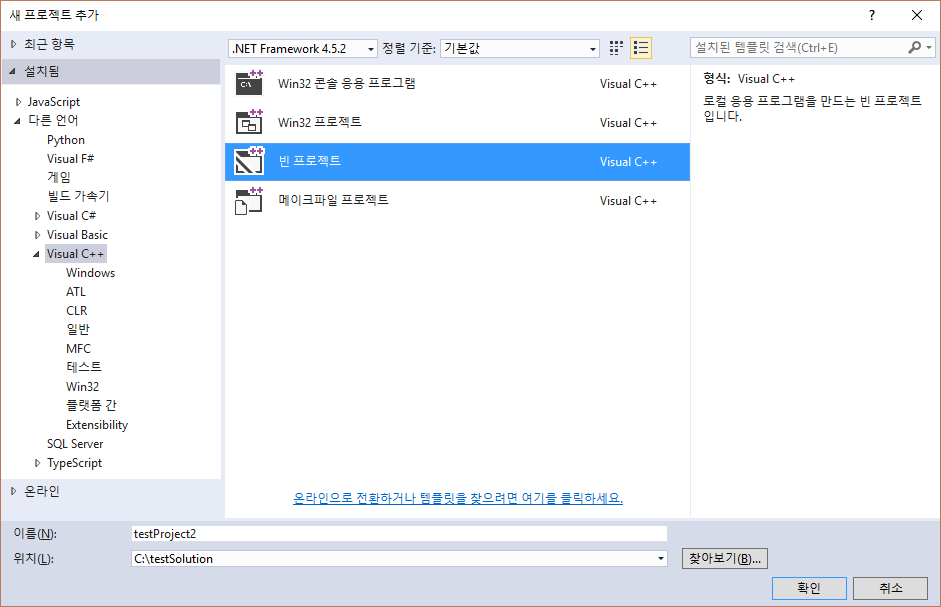 새 프로젝트 추가
?
최근 항목
.NET Framework 4.5.2
정렬 기준: 기본값
설치된 템플릿 검색(Ctrl+E)
설치됨
JavaScript
다른 언어
Python
Visual F#
게임
빌드 가속기
Visual C#
Visual Basic
Visual C++
Windows
ATL
CLR
일반
MFC
테스트
Win32
플랫폼 간
Extensibility
SQL Server
TypeScript
온라인
Win32 콘솔 응용 프로그램 Visual C++
Win32 프로젝트 Visual C++
빈 프로젝트 Visual C++
메이크파일 프로젝트 Visual C++
온라인으로 전환하거나 템플릿을 찾으려면 여기를 클릭하세요.
형식: Visual C++
로컬 응용 프로그램을 만드는 빈 프로젝트
입니다.
이름(N): testProject2
위치(L): C:\testSolution 찾아보기(B)...
확인 취소